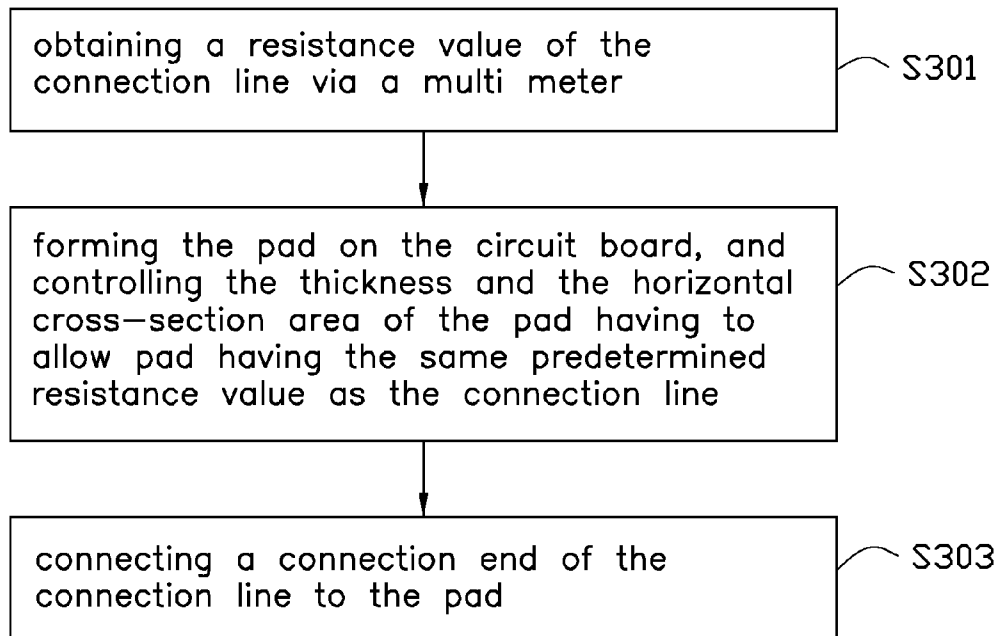 obtaining a resistance value of the
connection line via a multi meter
S301
forming the pad on the circuit board, and
controlling the thickness and the horizontal
cross-section area of the pad having to
allow pad having the same predetermined
resistance value as the connection line
S302
connecting a connection end of the
connection line to the pad
S303